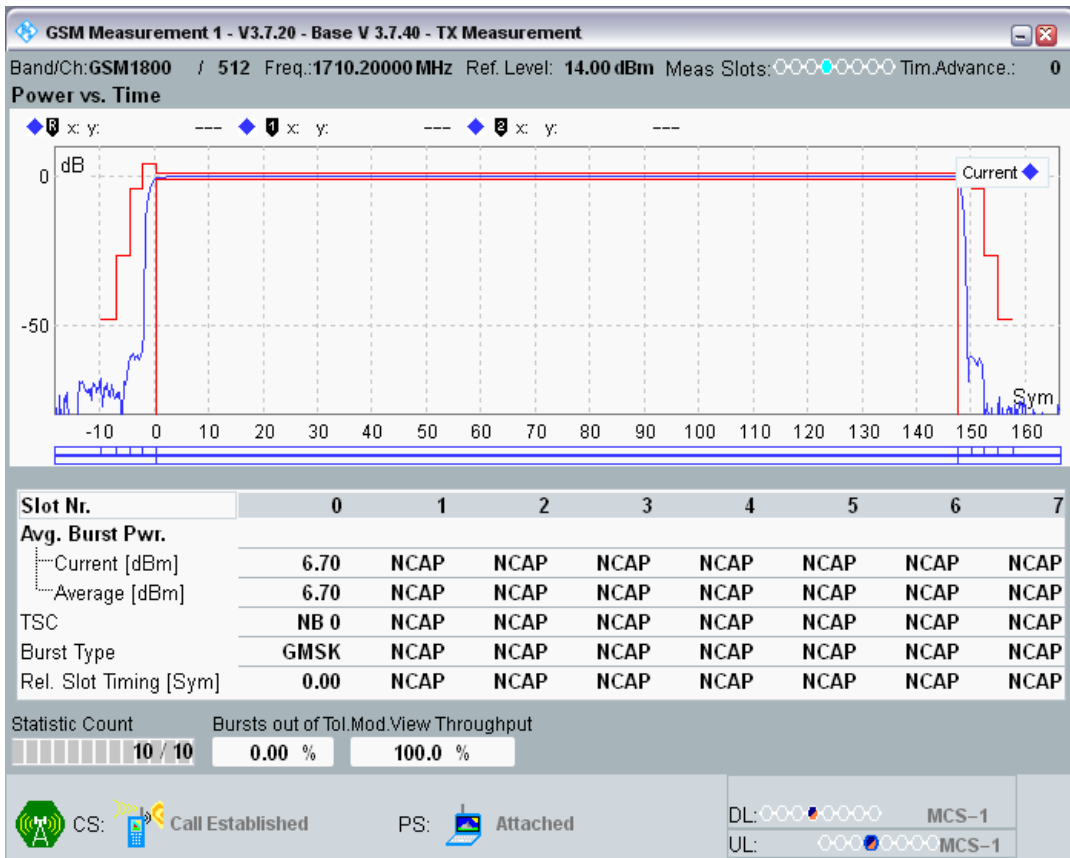 GSM Measurement 1 - V3.7.20 - Base V 3.7.40 - TX Measurement
Band/Ch:GSM1800 / 512 Freq.:1710.20000 MHz Ref. Level: 14.00 dBm Meas Slots: Tim.Advance.: 0
Power vs. Time
R x: y: --- 1 x: y: --- 2 x: y: ---
dB
Current
0
-50
Sym
-10 0 10 20 30 40 50 60 70 80 90 100 110 120 130 140 150 160
Slot Nr. 0 1 2 3 4 5 6 7
Avg. Burst Pwr.
Current [dBm] 6.70 NCAP NCAP NCAP NCAP NCAP NCAP NCAP
Average [dBm] 6.70 NCAP NCAP NCAP NCAP NCAP NCAP NCAP
TSC NB 0 NCAP NCAP NCAP NCAP NCAP NCAP NCAP
Burst Type GMSK NCAP NCAP NCAP NCAP NCAP NCAP NCAP
Rel. Slot Timing [Sym] 0.00 NCAP NCAP NCAP NCAP NCAP NCAP NCAP
Statistic Count Bursts out of Tol. Mod.View Throughput
10 / 10 0.00 % 100.0 %
CS: Call Established PS: Attached
DL: MCS-1
UL: MCS-1